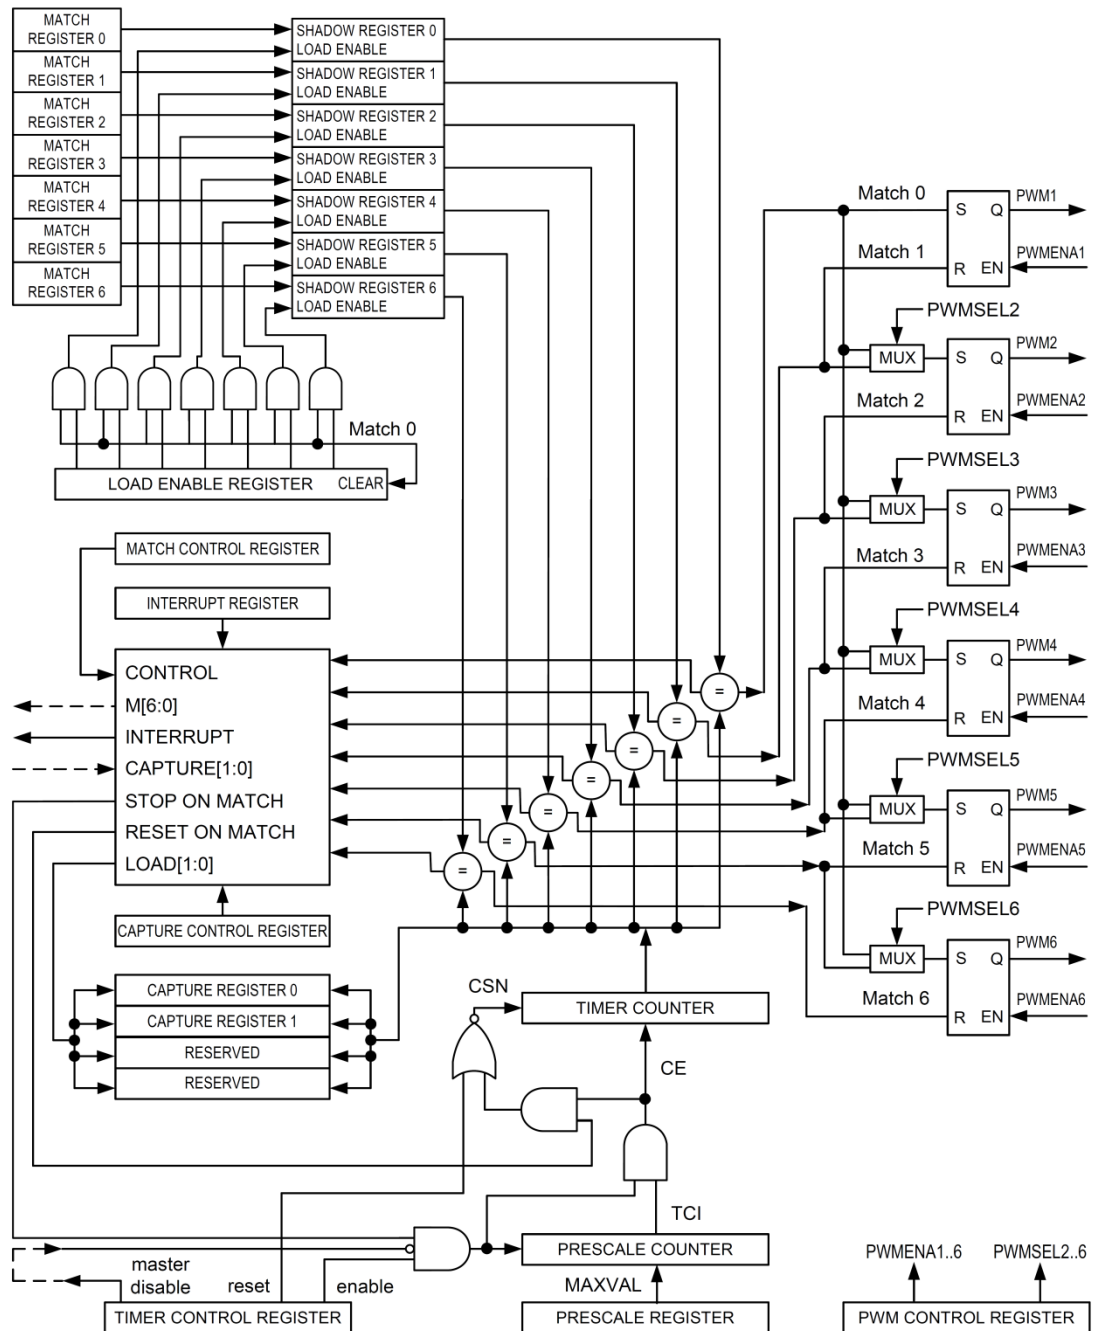 MATCH
REGISTER 0
MATCH
REGISTER 1
MATCH
REGISTER 2
MATCH
REGISTER 3
MATCH
REGISTER 4
MATCH
REGISTER 5
MATCH
REGISTER 6
SHADOW REGISTER 0
LOAD ENABLE
SHADOW REGISTER 1
LOAD ENABLE
SHADOW REGISTER 2
LOAD ENABLE
SHADOW REGISTER 3
LOAD ENABLE
SHADOW REGISTER 4
LOAD ENABLE
SHADOW REGISTER 5
LOAD ENABLE
SHADOW REGISTER 6
LOAD ENABLE
Match 0
LOAD ENABLE REGISTER CLEAR
MATCH CONTROL REGISTER
INTERRUPT REGISTER
CONTROL
M[6:0]
INTERRUPT
CAPTURE[1:0]
STOP ON MATCH
RESET ON MATCH
LOAD[1:0]
CAPTURE CONTROL REGISTER
CAPTURE REGISTER 0
CAPTURE REGISTER 1
RESERVED
RESERVED
=
=
=
=
=
=
=
Match 0
S Q
PWM1
Match 1
R EN
PWMENA1
PWMSEL2
MUX
S Q
PWM2
Match 2
R EN
PWMENA2
PWMSEL3
MUX
S Q
PWM3
Match 3
R EN
PWMENA3
PWMSEL4
MUX
S Q
PWM4
Match 4
R EN
PWMENA4
PWMSEL5
MUX
S Q
PWM5
Match 5
R EN
PWMENA5
PWMSEL6
MUX
S Q
PWM6
Match 6
R EN
PWMENA6
CSN
TIMER COUNTER
CE
TCI
PRESCALE COUNTER
MAXVAL
PRESCALE REGISTER
master
disable
reset
enable
TIMER CONTROL REGISTER
PWMENA1..6
PWMSEL2..6
PWM CONTROL REGISTER